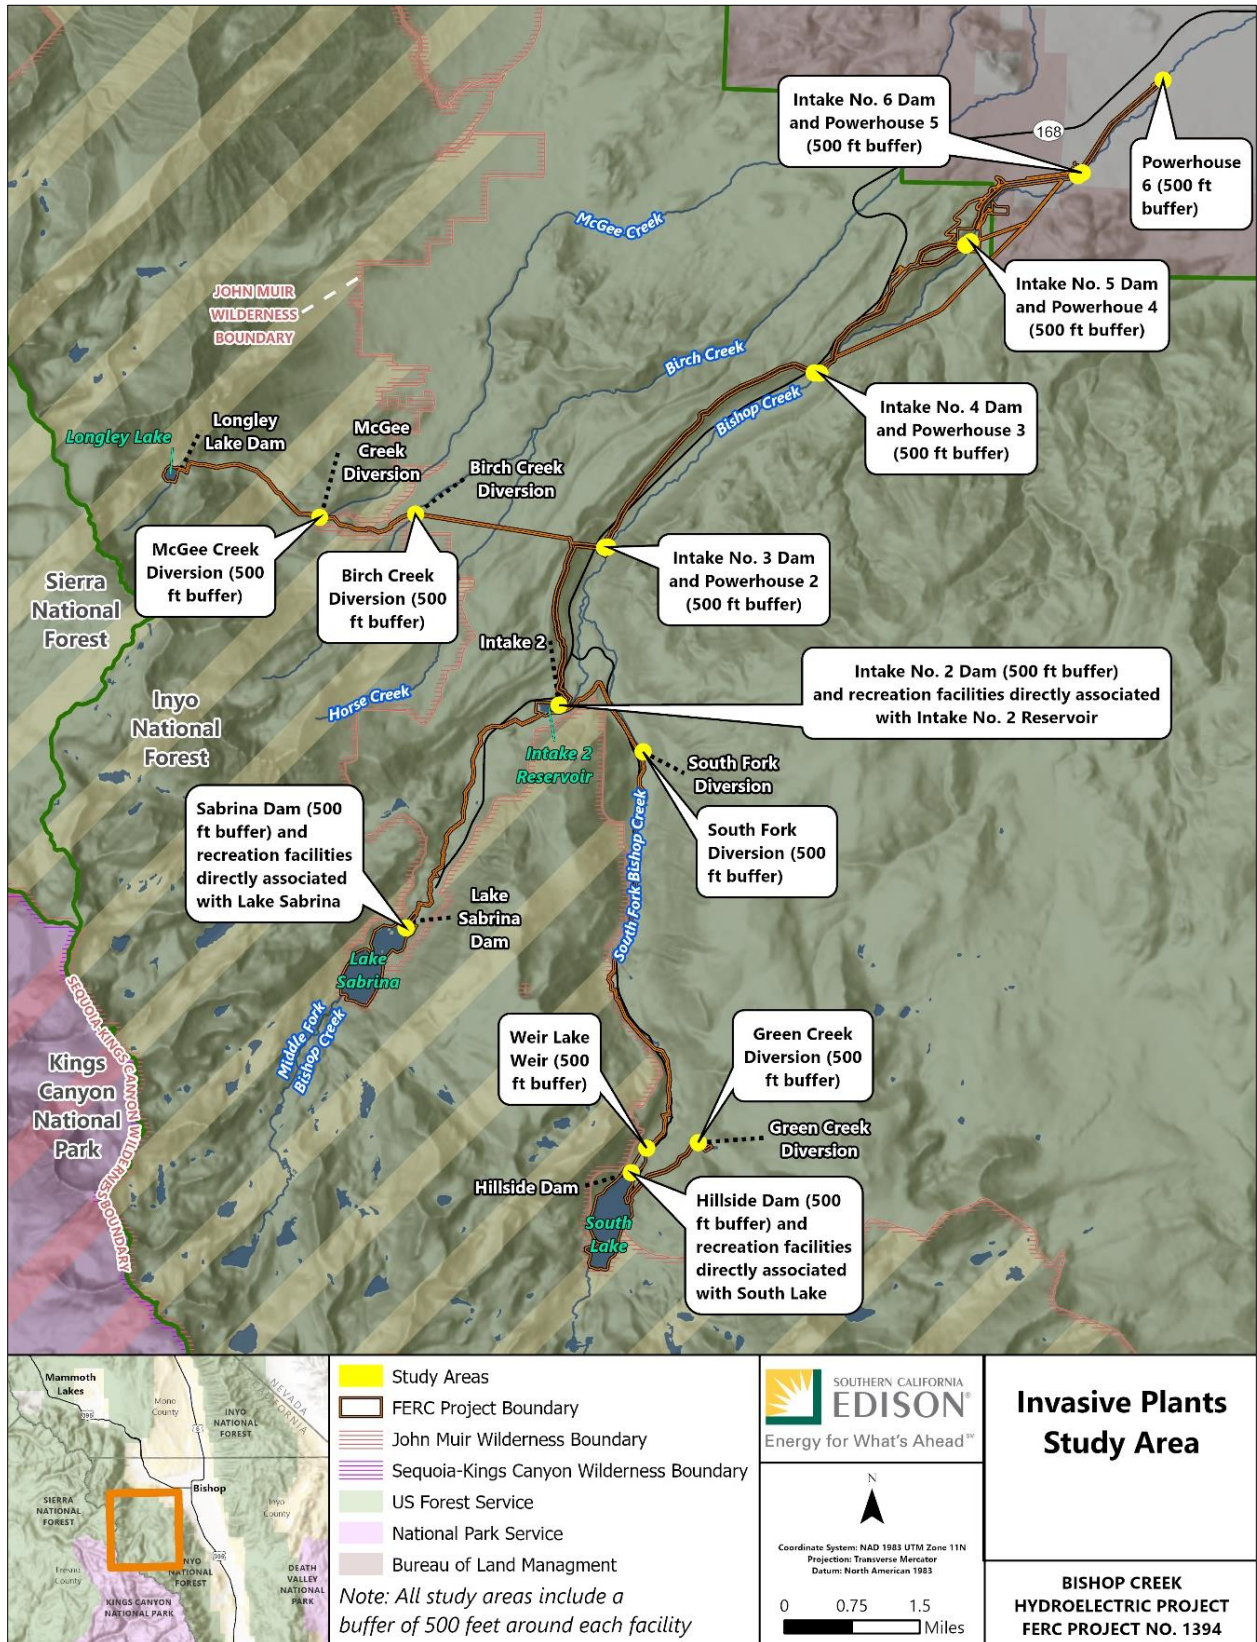 Intake No. 6 Dam
and Powerhouse 5
(500 ft buffer)
168
Powerhouse
6 (500 ft
buffer)
McGee Creek
JOHN MUIR
WILDERNESS
BOUNDARY
Intake No. 5 Dam
and Powerhoue 4
(500 ft buffer)
Birch Creek
Bishop Creek
Intake No. 4 Dam
and Powerhouse 3
(500 ft buffer)
Longley Lake
Longley
Lake Dam
McGee
Creek
Diversion
Birch Creek
Diversion
McGee Creek
Diversion (500
ft buffer)
Birch Creek
Diversion (500
ft buffer)
Intake No. 3 Dam
and Powerhouse 2
(500 ft buffer)
Sierra
National
Forest
Inyo
National
Forest
Intake 2
Horse Creek
Intake No. 2 Dam (500 ft buffer)
and recreation facilities directly associated
with Intake No. 2 Reservoir
Intake 2
Reservoir
South Fork
Diversion
South Fork
Diversion (500
ft buffer)
Sabrina Dam (500
ft buffer) and
recreation facilities
directly associated
with Lake Sabrina
Lake
Sabrina
Dam
Lake
Sabrina
South Fork Bishop Creek
Middle Fork
Bishop Creek
SEQUOIA-KINGS CANYON WILDERNESS BOUNDARY
Kings
Canyon
National
Park
Weir Lake
Weir (500
ft buffer)
Green Creek
Diversion (500
ft buffer)
Green Creek
Diversion
Hillside Dam
South
Lake
Hillside Dam (500
ft buffer) and
recreation facilities
directly associated
with South Lake
Mammoth
Lakes
Mono
County
INYO
NATIONAL
FOREST
NEVADA
CALIFORNIA
395
6
Bishop
SIERRA
NATIONAL
FOREST
Inyo
County
395
Fresno
County
INYO
NATIONAL
FOREST
KINGS CANYON
NATIONAL PARK
DEATH
VALLEY
NATIONAL
PARK
Study Areas
FERC Project Boundary
John Muir Wilderness Boundary
Sequoia-Kings Canyon Wilderness Boundary
US Forest Service
National Park Service
Bureau of Land Managment
Note: All study areas include a
buffer of 500 feet around each facility
SOUTHERN CALIFORNIA
EDISON®
Energy for What's Ahead℠
N
Coordinate System: NAD 1983 UTM Zone 11N
Projection: Transverse Mercator
Datum: North American 1983
0 0.75 1.5
Miles
Invasive Plants
Study Area
BISHOP CREEK
HYDROELECTRIC PROJECT
FERC PROJECT NO. 1394